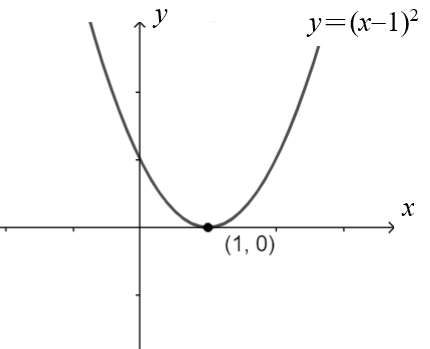 y
y=(x–1)²
x
(1, 0)